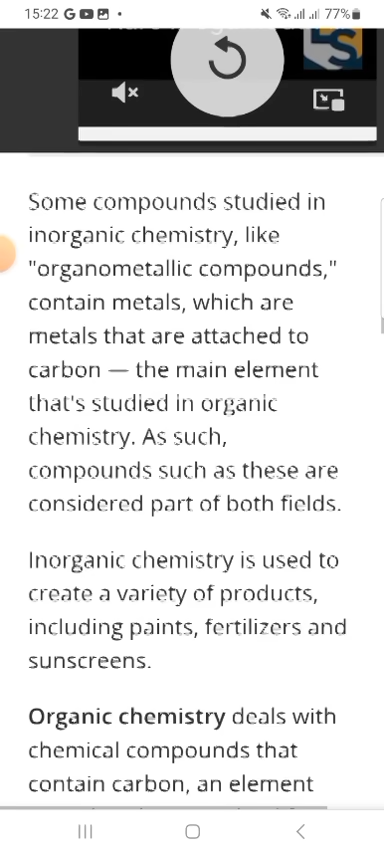 15:22
77%
Some compounds studied in
inorganic chemistry, like
"organometallic compounds,"
contain metals, which are
metals that are attached to
carbon — the main element
that's studied in organic
chemistry. As such,
compounds such as these are
considered part of both fields.
Inorganic chemistry is used to
create a variety of products,
including paints, fertilizers and
sunscreens.
Organic chemistry deals with
chemical compounds that
contain carbon, an element